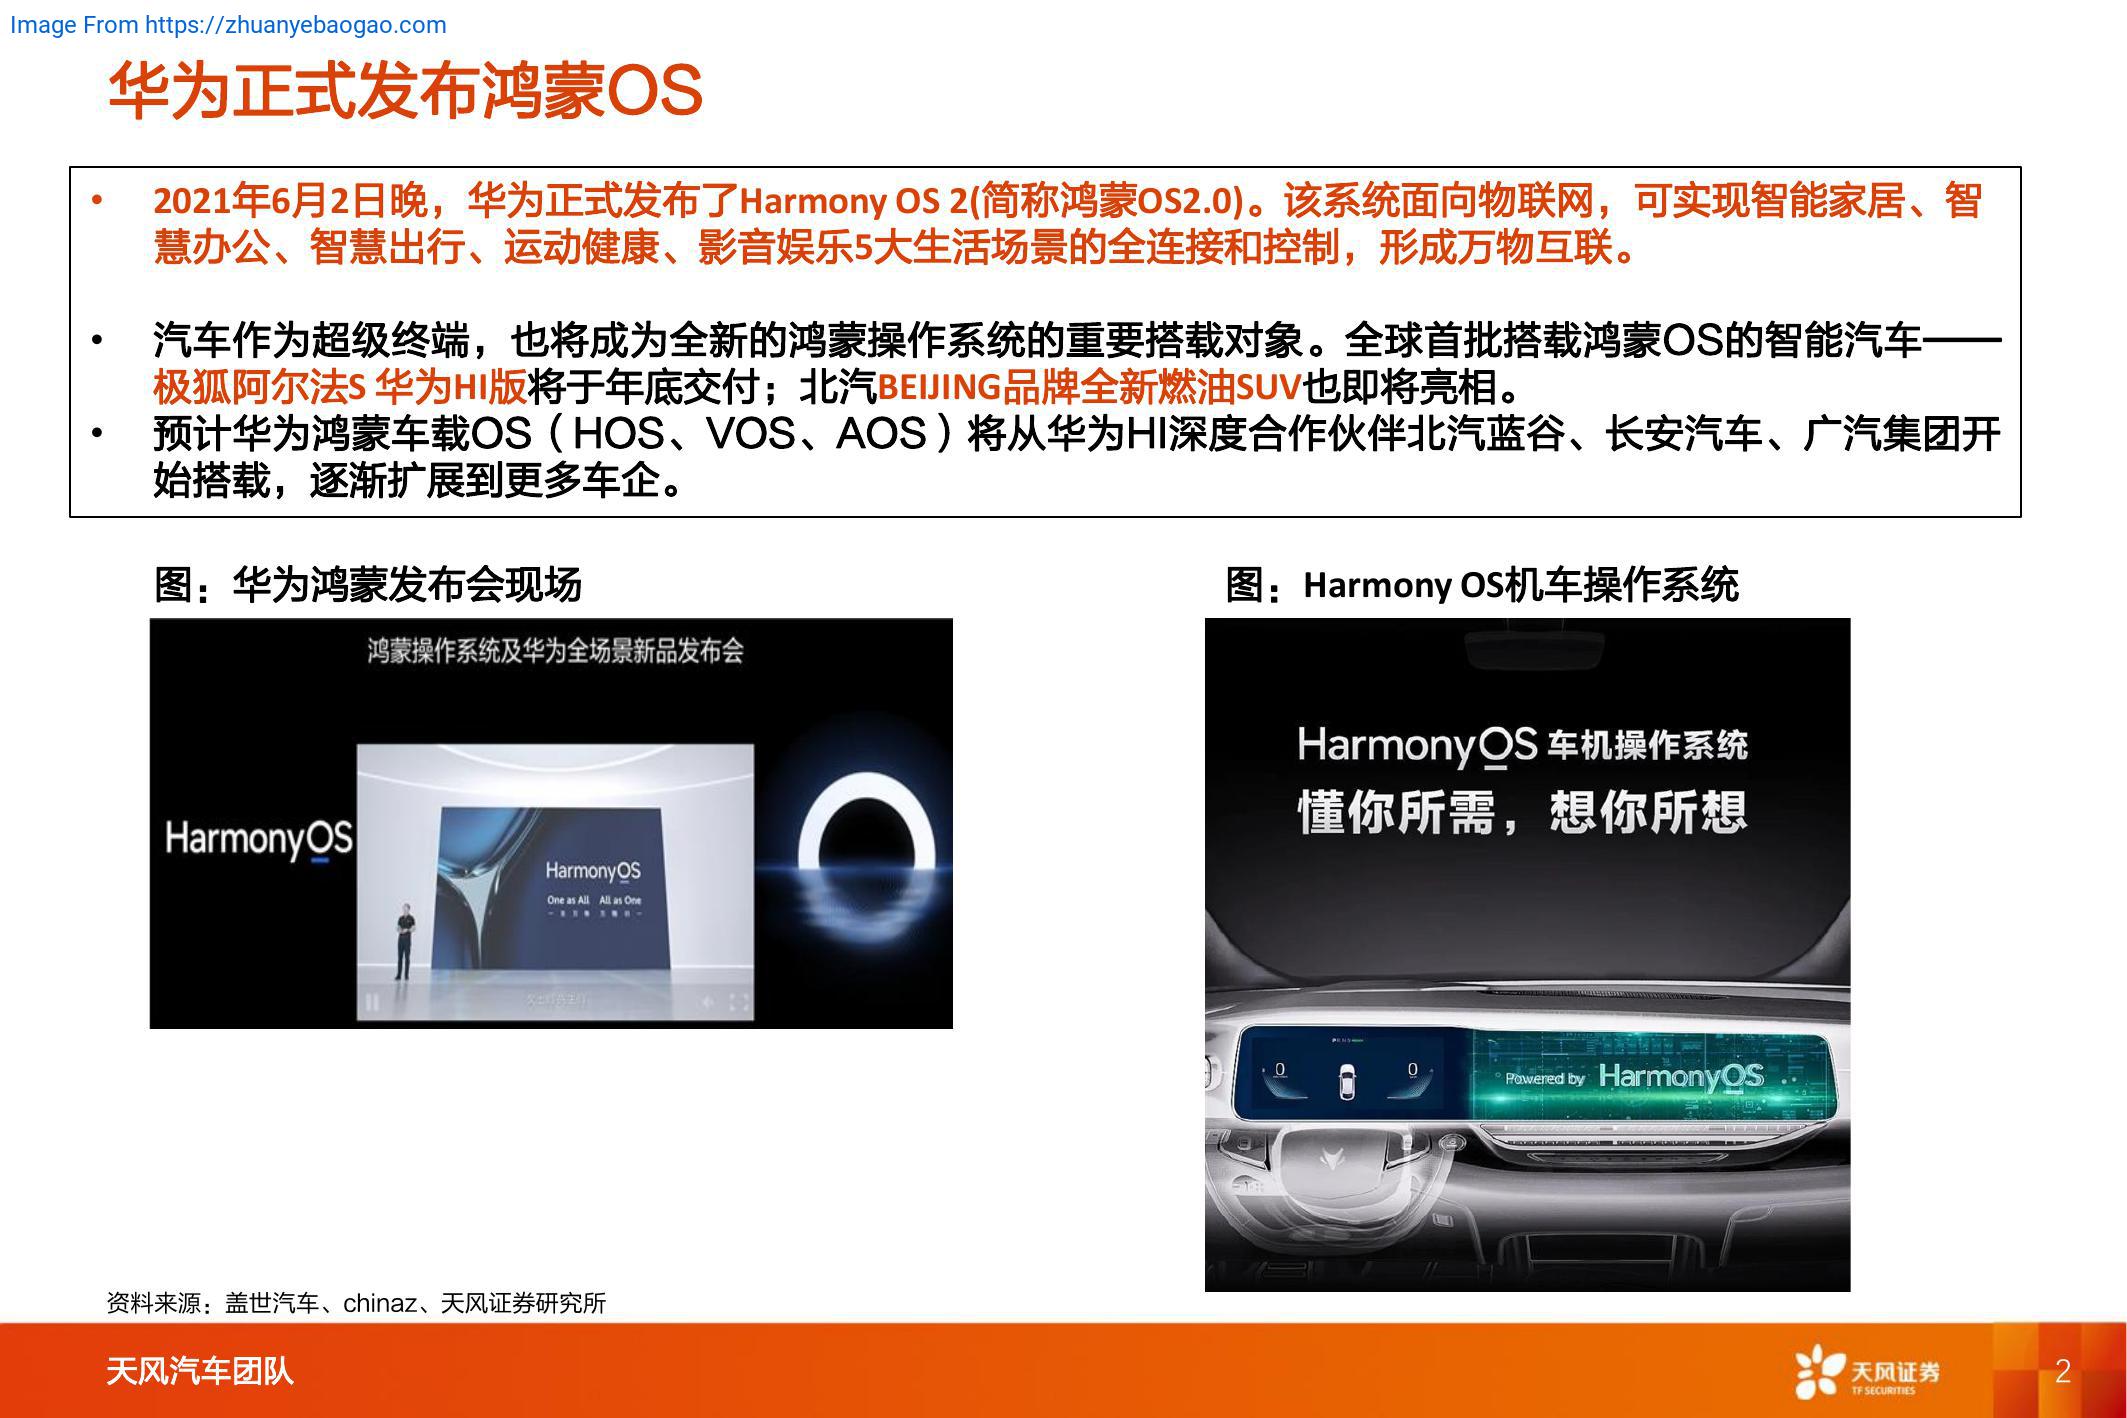 Image From https://zhuanyebaogao.com
华为正式发布鸿蒙OS
• 2021年6月2日晚，华为正式发布了Harmony OS 2(简称鸿蒙OS2.0)。该系统面向物联网，可实现智能家居、智
慧办公、智慧出行、运动健康、影音娱乐5大生活场景的全连接和控制，形成万物互联。
• 汽车作为超级终端，也将成为全新的鸿蒙操作系统的重要搭载对象。全球首批搭载鸿蒙OS的智能汽车——
极狐阿尔法S 华为HI版将于年底交付；北汽BEIJING品牌全新燃油SUV也即将亮相。
• 预计华为鸿蒙车载OS（HOS、VOS、AOS）将从华为HI深度合作伙伴北汽蓝谷、长安汽车、广汽集团开
始搭载，逐渐扩展到更多车企。
图：华为鸿蒙发布会现场
鸿蒙操作系统及华为全场景新品发布会
HarmonyOS
HarmonyOS
One as All All as One
图：Harmony OS机车操作系统
HarmonyOS 车机操作系统
懂你所需，想你所想
0
0
Powered by HarmonyOS
资料来源：盖世汽车、chinaz、天风证券研究所
天风汽车团队
天风证券
TF SECURITIES
2